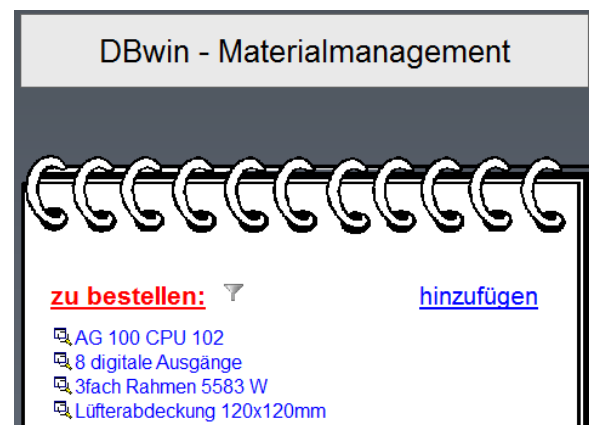 DBwin - Materialmanagement
zu bestellen: hinzufügen
AG 100 CPU 102
8 digitale Ausgänge
3fach Rahmen 5583 W
Lüfterabdeckung 120x120mm